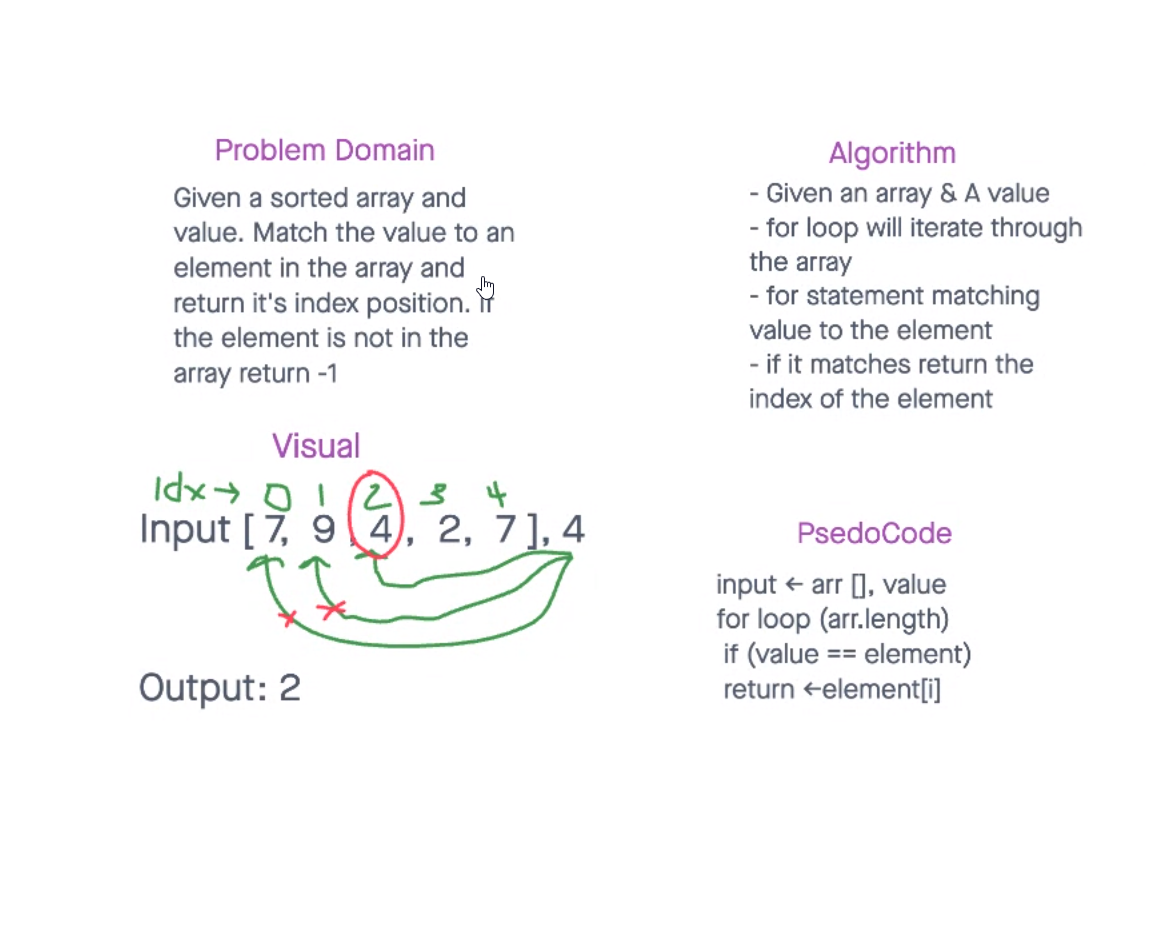 Problem Domain
Given a sorted array and
value. Match the value to an
element in the array and
return it's index position. If
the element is not in the
array return -1
Visual
Idx → 0 1 2 3 4
Input [ 7, 9, 4, 2, 7 ], 4
Output: 2
Algorithm
- Given an array & A value
- for loop will iterate through
the array
- for statement matching
value to the element
- if it matches return the
index of the element
PsedoCode
input ← arr [], value
for loop (arr.length)
if (value == element)
return ←element[i]